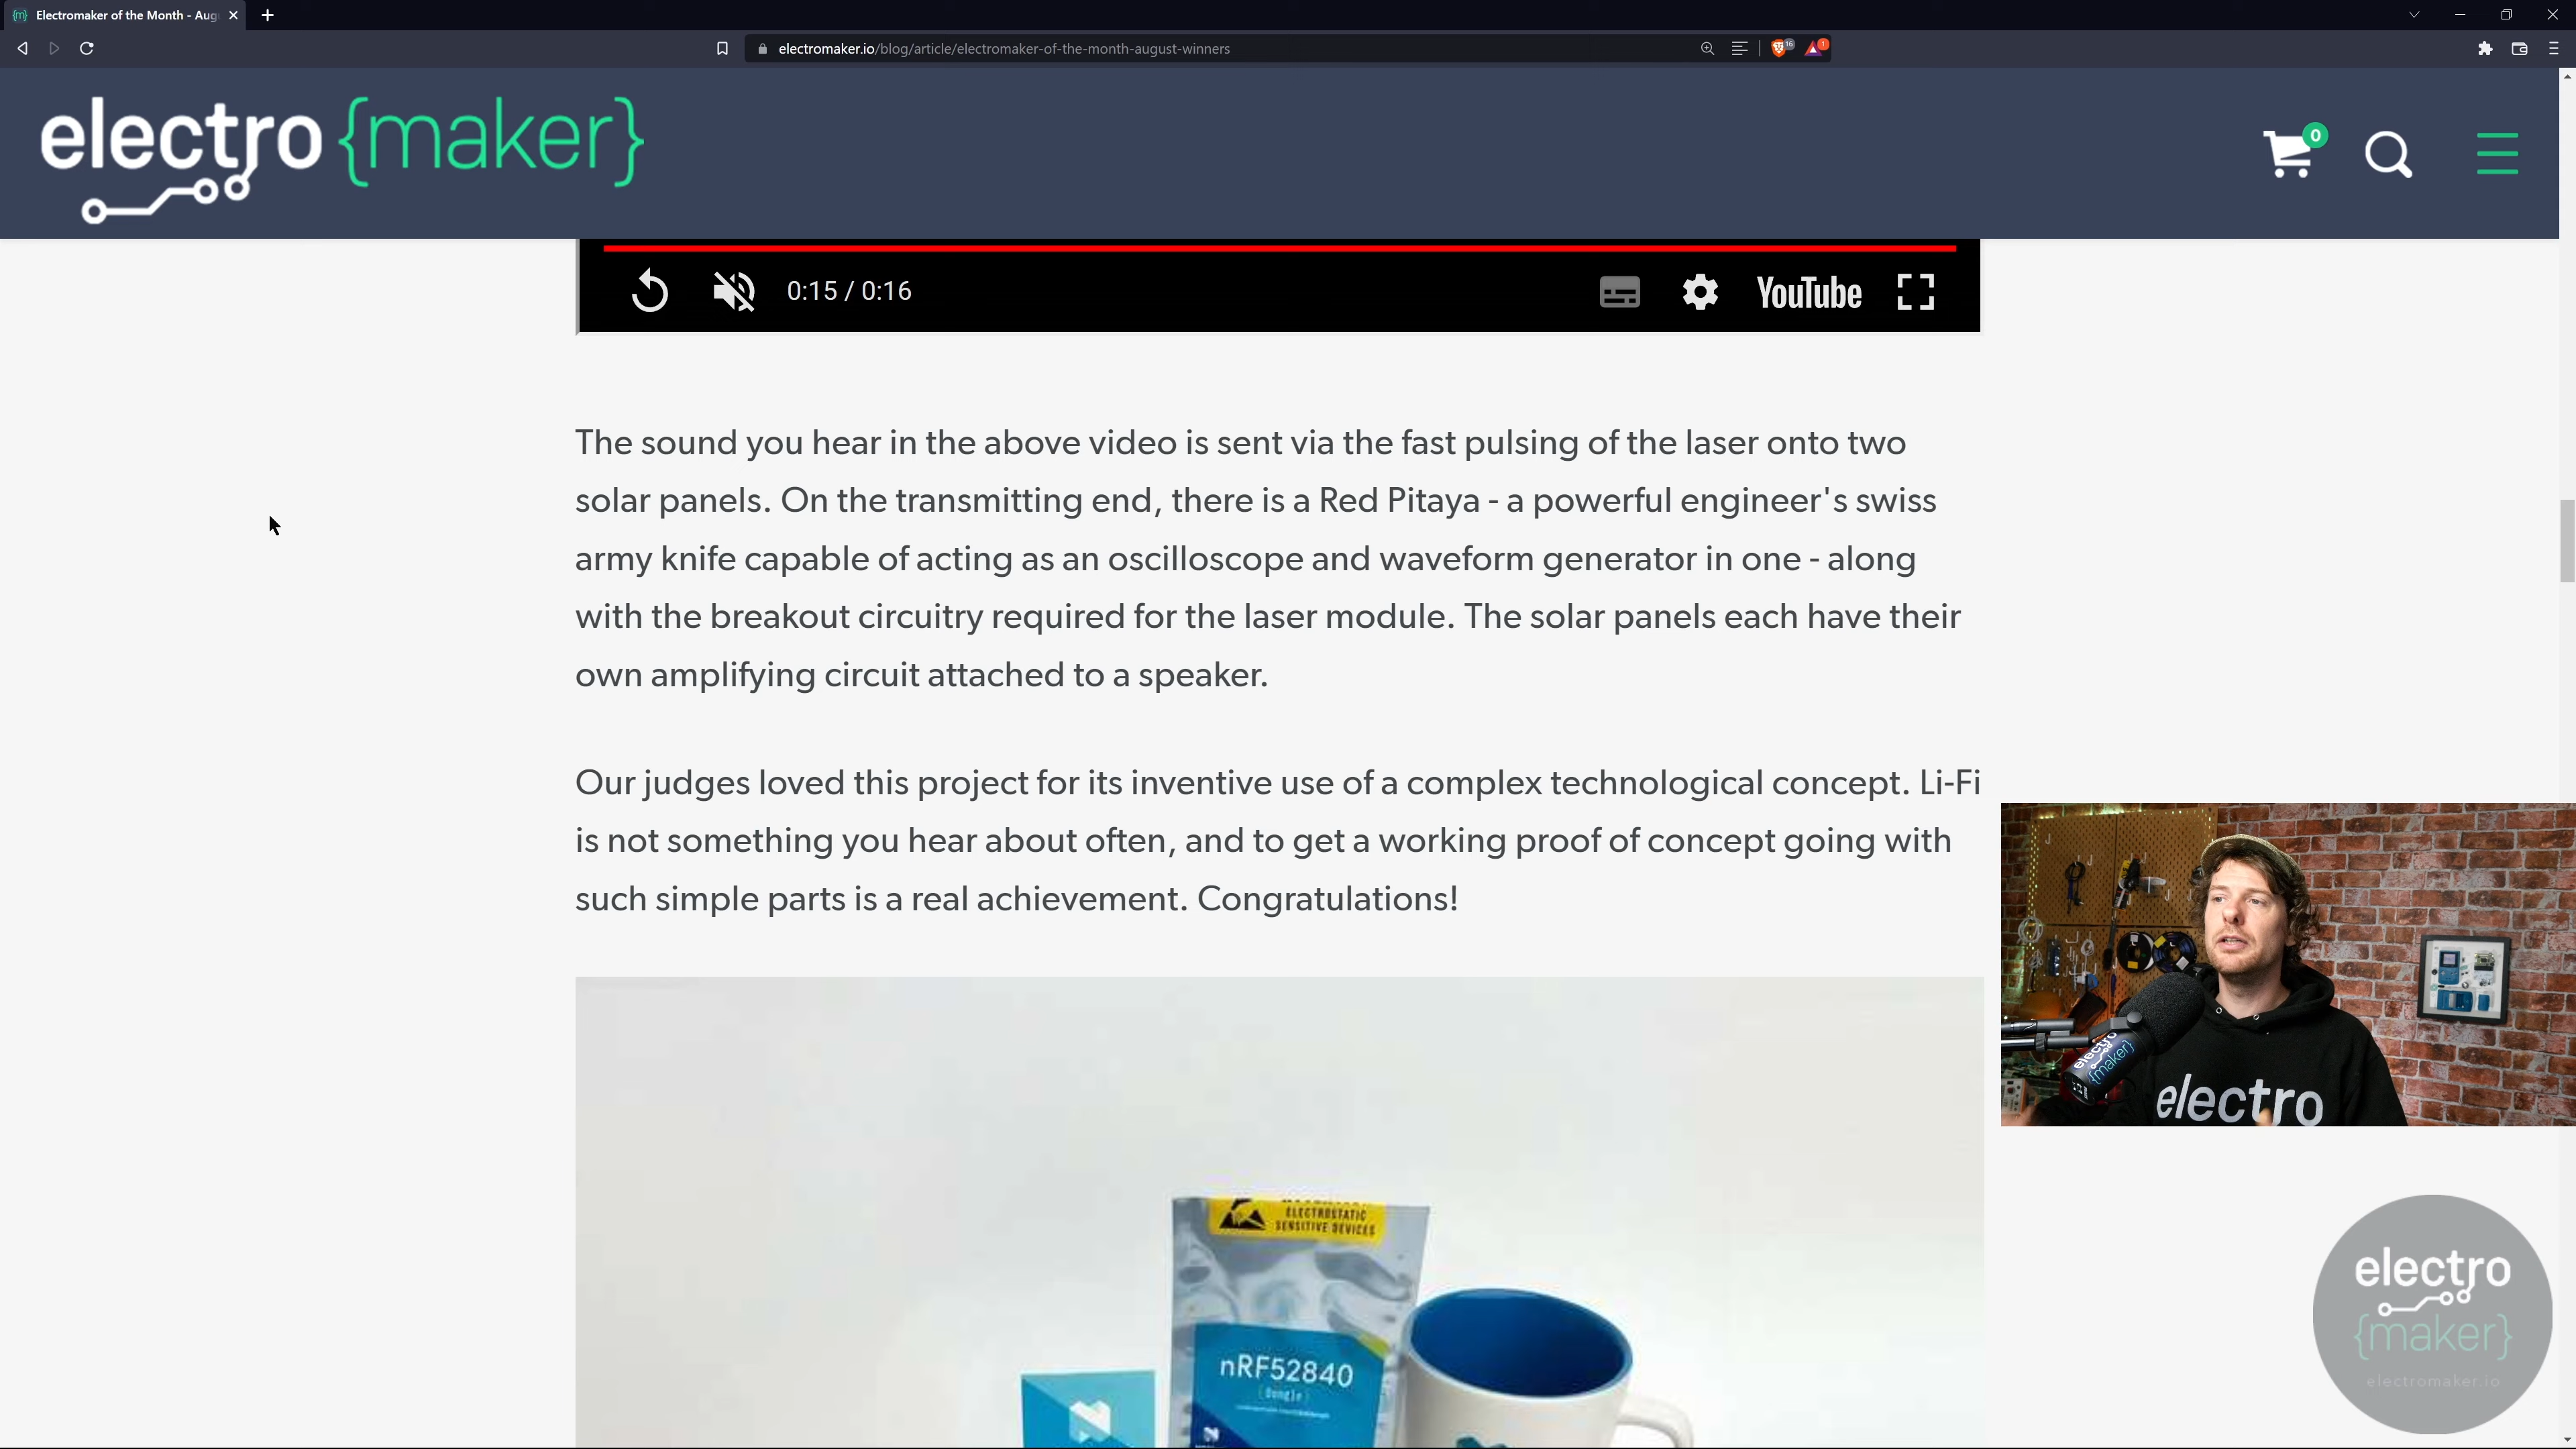 Electromaker of the Month - Aug
electromaker.io/blog/article/electromaker-of-the-month-august-winners
16
1
electro {maker}
0
0:15 / 0:16
YouTube
The sound you hear in the above video is sent via the fast pulsing of the laser onto two
solar panels. On the transmitting end, there is a Red Pitaya - a powerful engineer's swiss
army knife capable of acting as an oscilloscope and waveform generator in one - along
with the breakout circuitry required for the laser module. The solar panels each have their
own amplifying circuit attached to a speaker.
Our judges loved this project for its inventive use of a complex technological concept. Li-Fi
is not something you hear about often, and to get a working proof of concept going with
such simple parts is a real achievement. Congratulations!
electro
{maker}
electro
ELECTROSTATIC
SENSITIVE DEVICES
nRF52840
Dongle
electro
{maker}
electromaker.io